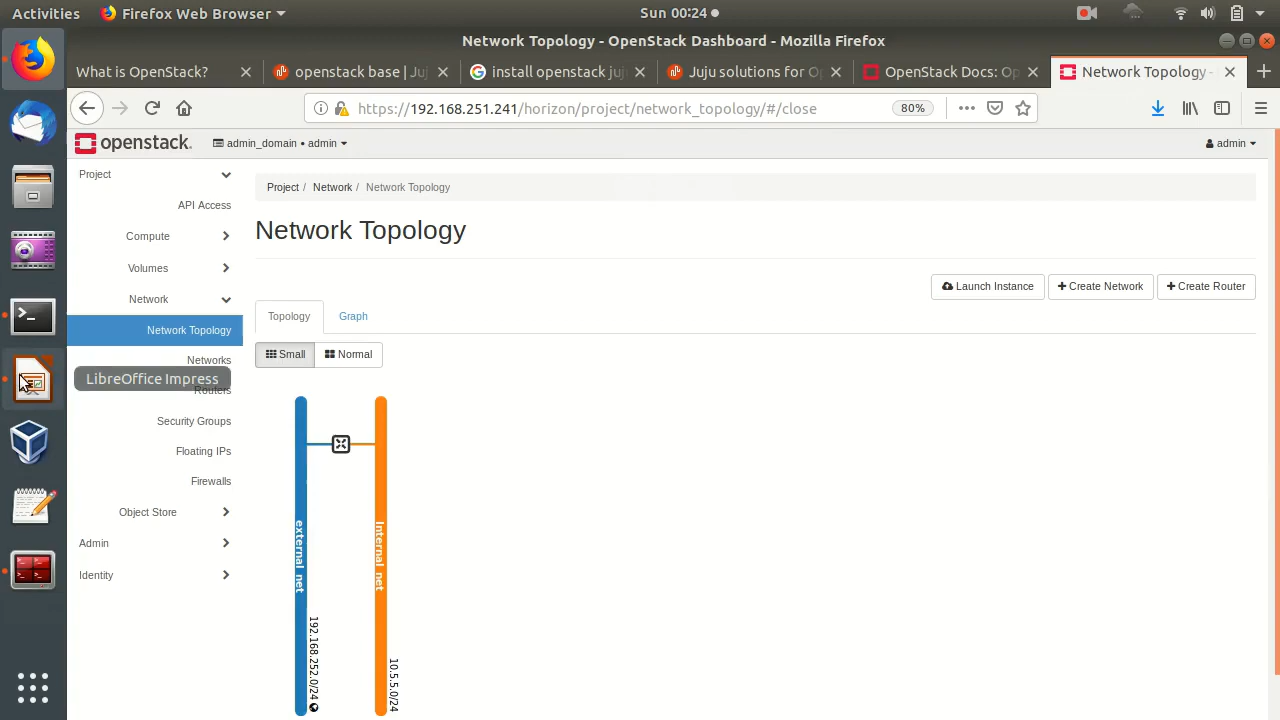 Activities
Firefox Web Browser
Sun 00:24
Network Topology - OpenStack Dashboard - Mozilla Firefox
What is OpenStack?
openstack base | Juj
install openstack juju
Juju solutions for Op
OpenStack Docs: Op
Network Topology -
https://192.168.251.241/horizon/project/network_topology/#/close
80%
openstack.
admin_domain • admin
admin
Project
API Access
Compute
Volumes
Network
Network Topology
Networks
LibreOffice Impress
Routers
Security Groups
Floating IPs
Firewalls
Object Store
Admin
Identity
Project / Network / Network Topology
Network Topology
Launch Instance
+ Create Network
+ Create Router
Topology
Graph
Small
Normal
external_net
192.168.252.0/24
Internal_net
10.5.5.0/24